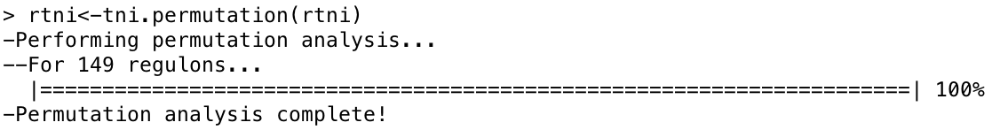 > rtni<-tni.permutation(rtni)
-Performing permutation analysis...
--For 149 regulons...
  |======================================================================| 100%
-Permutation analysis complete!